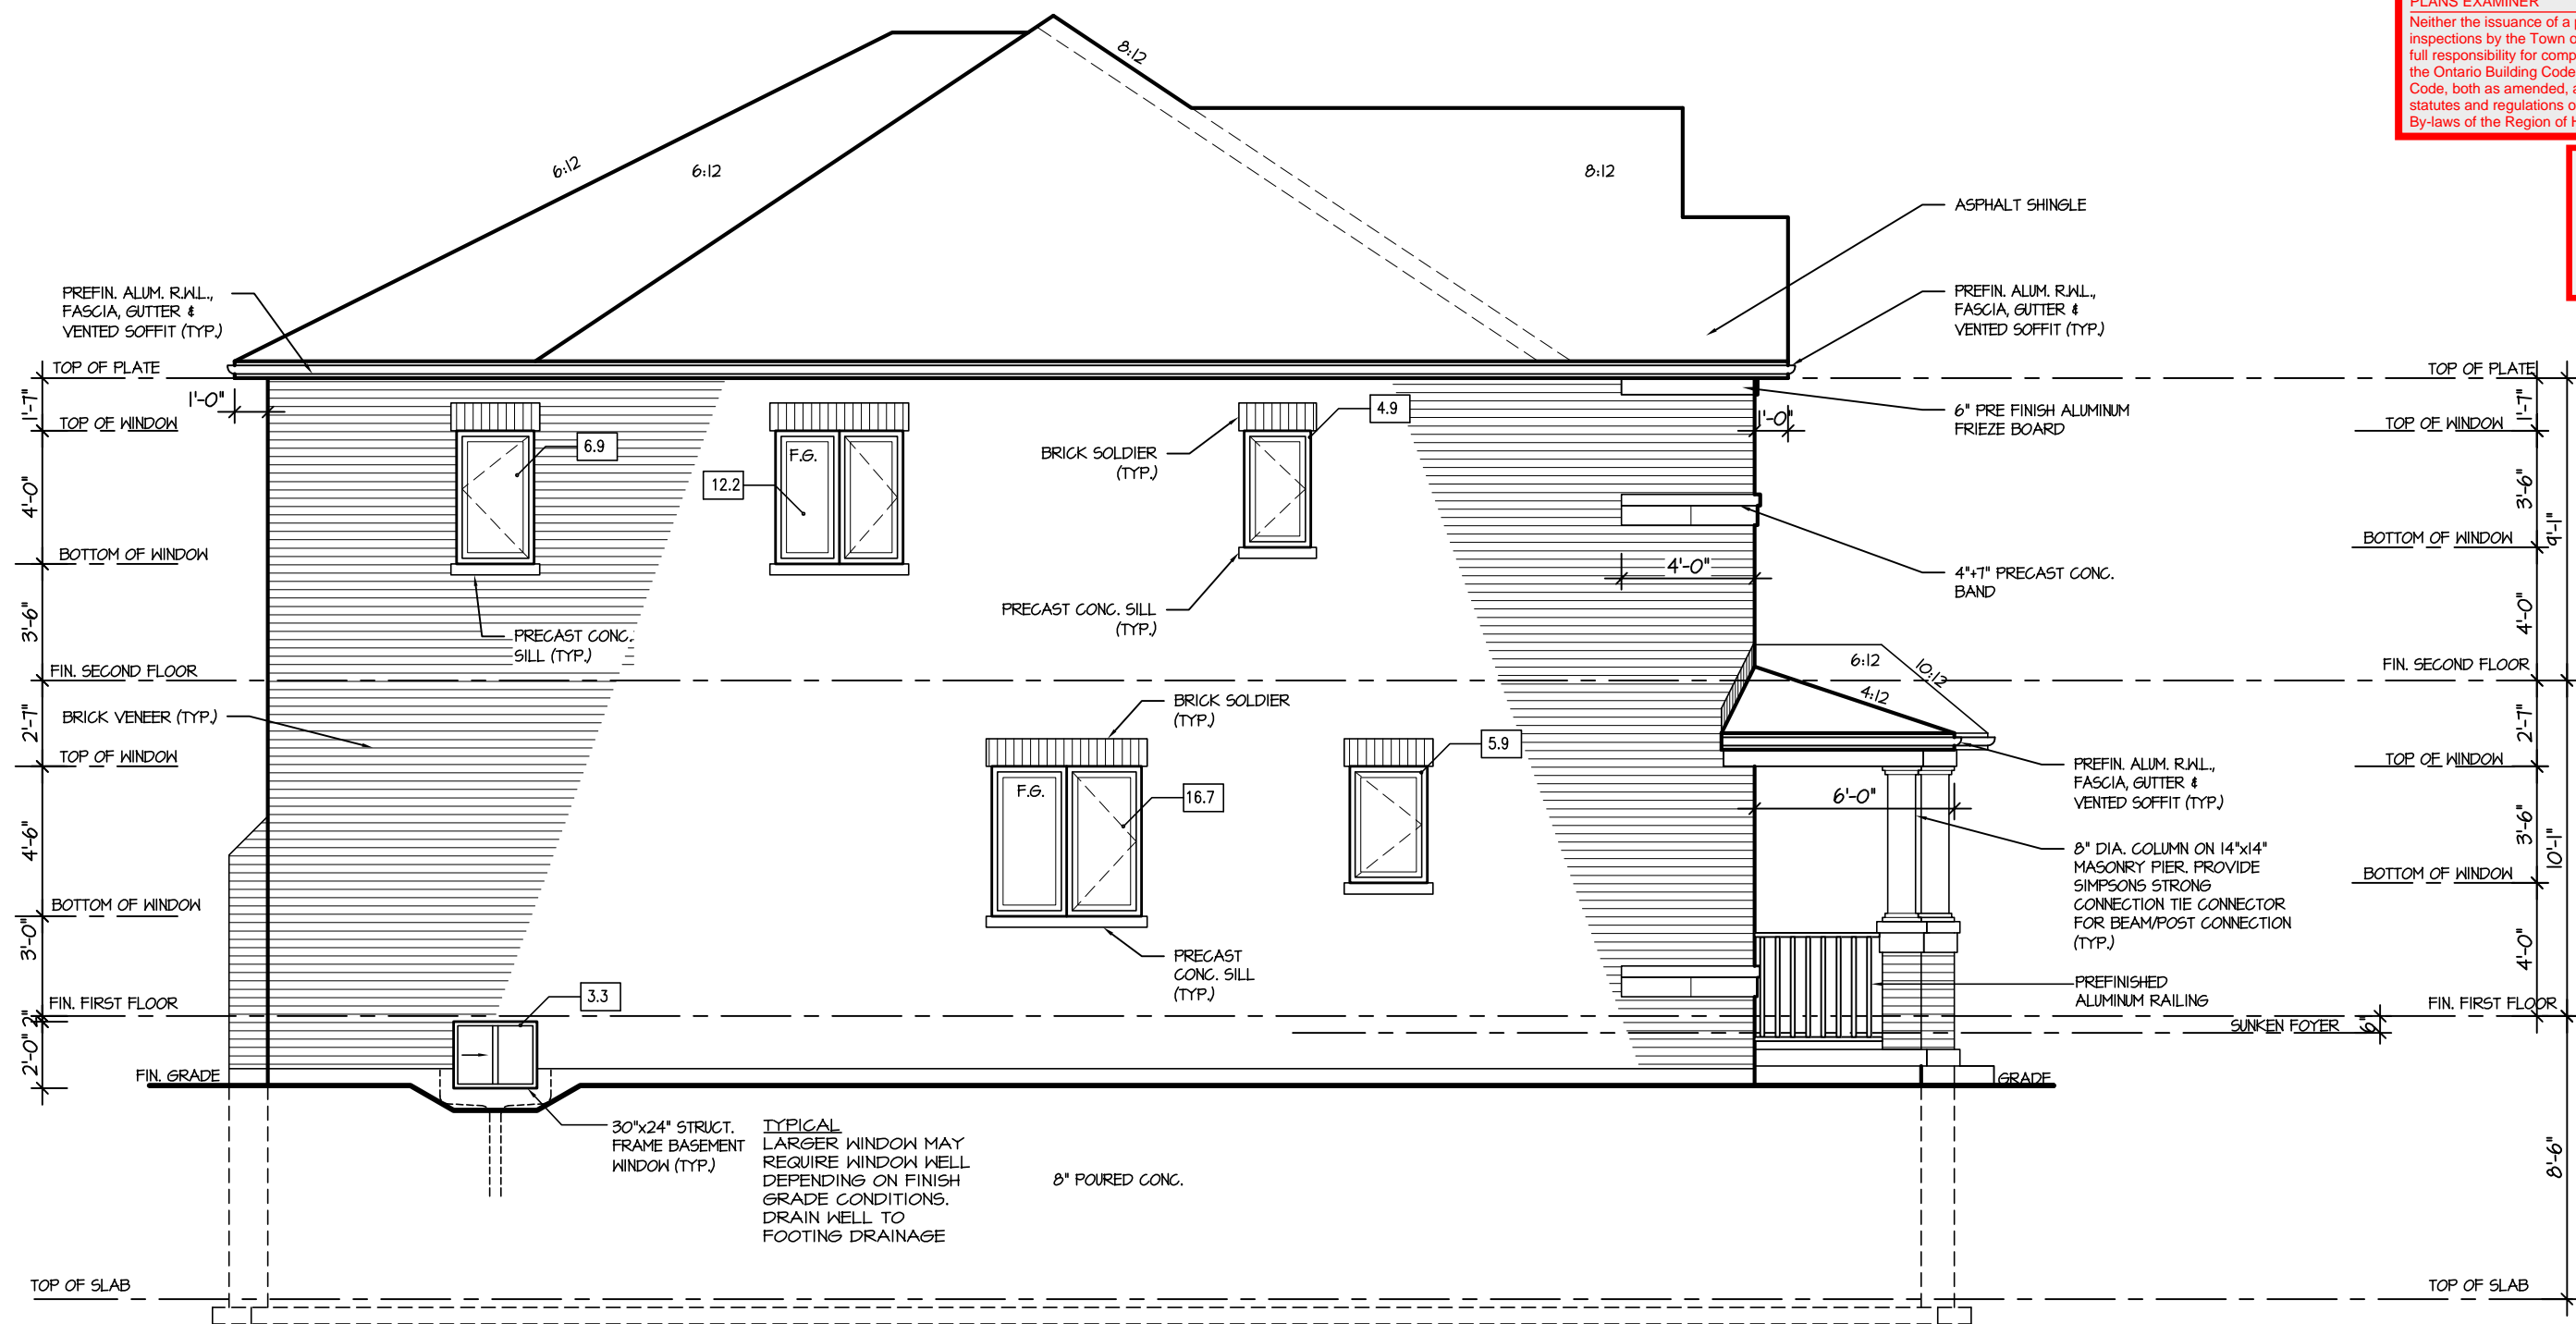 PLANS EXAMINER
Neither the issuance of a
inspections by the Town o
full responsibility for comp
the Ontario Building Code
Code, both as amended, a
statutes and regulations o
By-laws of the Region of H
8:12
6:12
6:12
8:12
ASPHALT SHINGLE
PREFIN. ALUM. R.W.L.,
FASCIA, GUTTER &
VENTED SOFFIT (TYP.)
PREFIN. ALUM. R.W.L.,
FASCIA, GUTTER &
VENTED SOFFIT (TYP.)
TOP OF PLATE
TOP OF PLATE
1'-7"
1'-0"
TOP OF WINDOW
6.9
F.G.
12.2
BRICK SOLDIER
(TYP.)
4.9
1'-0"
6" PRE FINISH ALUMINUM
FRIEZE BOARD
TOP OF WINDOW
1'-7"
4'-0"
3'-6"
9'-1"
BOTTOM OF WINDOW
BOTTOM OF WINDOW
4'-0"
4"+7" PRECAST CONC.
BAND
PRECAST CONC. SILL
(TYP.)
3'-6"
PRECAST CONC.
SILL (TYP.)
4'-0"
FIN. SECOND FLOOR
6:12
10:12
4:12
FIN. SECOND FLOOR
BRICK VENEER (TYP.)
2'-7"
BRICK SOLDIER
(TYP.)
2'-7"
TOP OF WINDOW
5.9
TOP OF WINDOW
PREFIN. ALUM. R.W.L.,
FASCIA, GUTTER &
VENTED SOFFIT (TYP.)
F.G.
16.7
6'-0"
4'-6"
3'-6"
10'-1"
8" DIA. COLUMN ON 14"x14"
MASONRY PIER. PROVIDE
SIMPSONS STRONG
CONNECTION TIE CONNECTOR
FOR BEAM/POST CONNECTION
(TYP.)
BOTTOM OF WINDOW
BOTTOM OF WINDOW
3'-0"
PRECAST
CONC. SILL
(TYP.)
4'-0"
PREFINISHED
ALUMINUM RAILING
FIN. FIRST FLOOR
3.3
FIN. FIRST FLOOR
2"
SUNKEN FOYER
6"
2'-0"
FIN. GRADE
GRADE
30"x24" STRUCT.
FRAME BASEMENT
WINDOW (TYP.)
TYPICAL
LARGER WINDOW MAY
REQUIRE WINDOW WELL
DEPENDING ON FINISH
GRADE CONDITIONS.
DRAIN WELL TO
FOOTING DRAINAGE
8" POURED CONC.
8'-6"
TOP OF SLAB
TOP OF SLAB